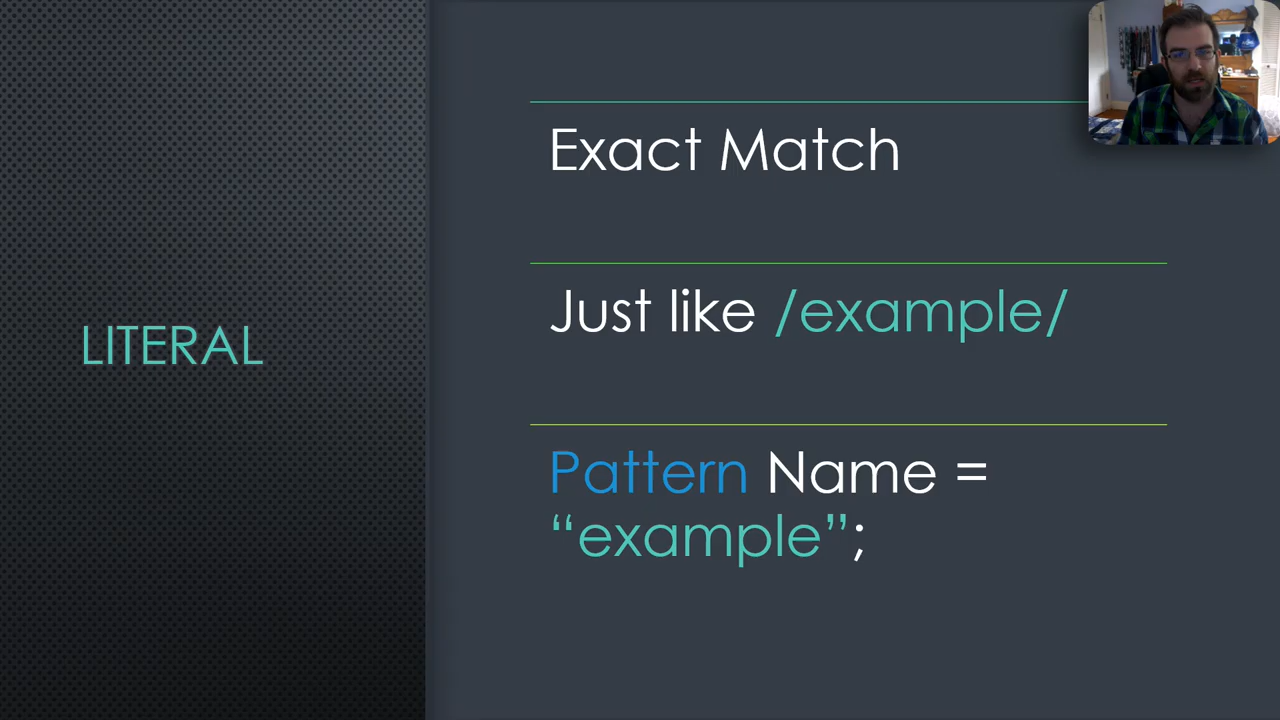 LITERAL
Exact Match
Just like /example/
Pattern Name =
“example”;